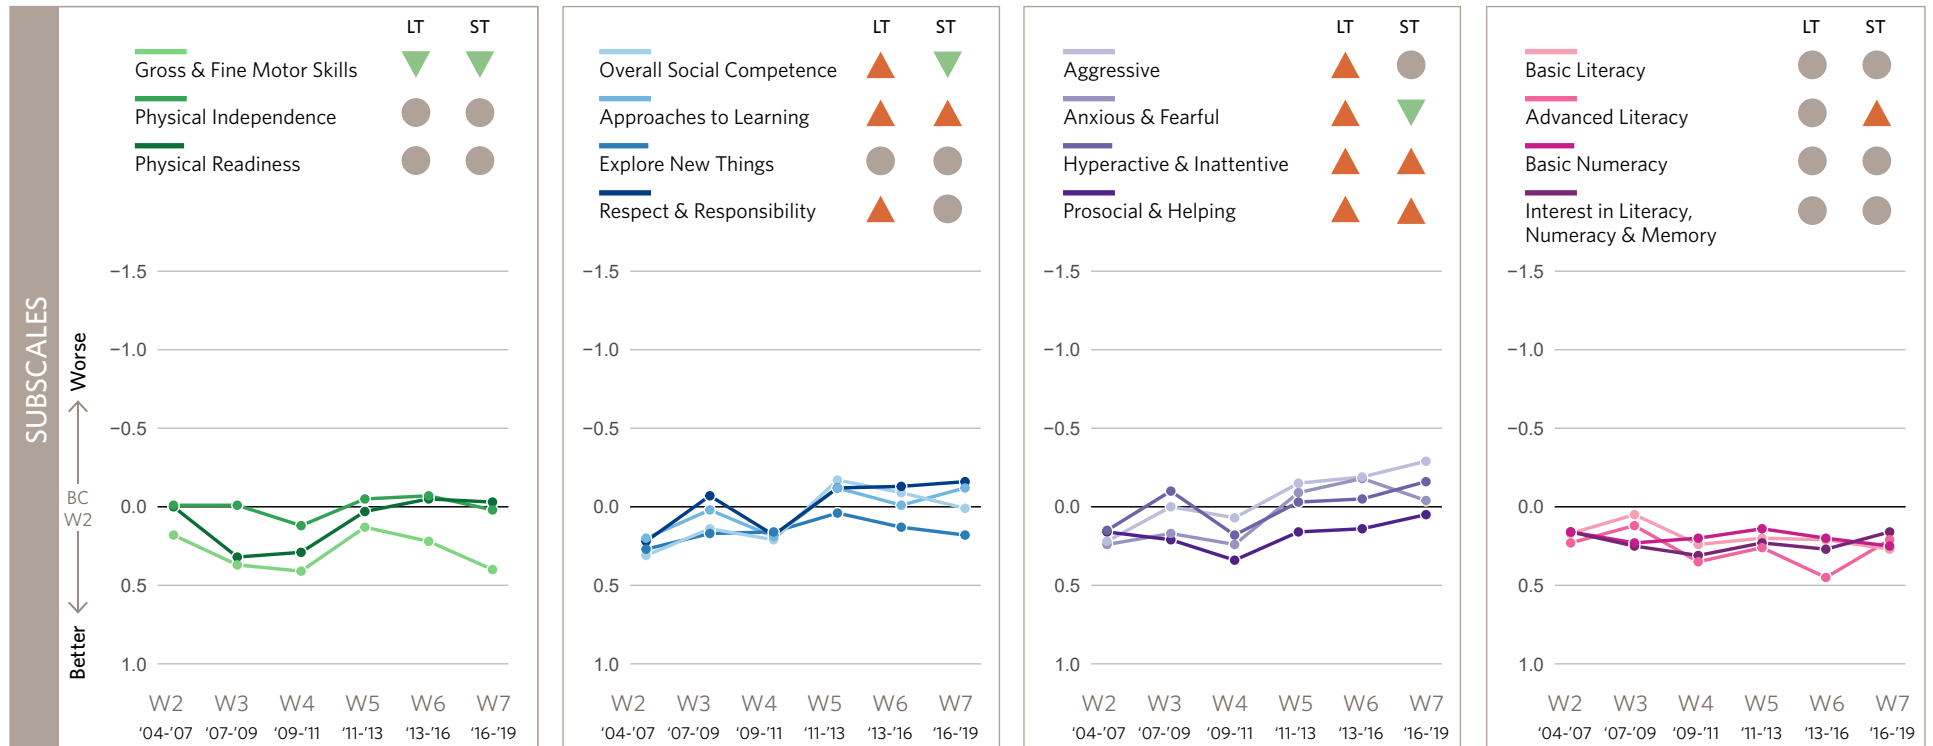 SUBSCALES
Worse
BC
W2
Better
LT ST
Gross & Fine Motor Skills
Physical Independence
Physical Readiness
−1.5
−1.0
−0.5
0.0
0.5
1.0
W2 W3 W4 W5 W6 W7
‘04-’07 ‘07-’09 ‘09-’11 ‘11-’13 ‘13-’16 ‘16-’19
LT ST
Overall Social Competence
Approaches to Learning
Explore New Things
Respect & Responsibility
−1.5
−1.0
−0.5
0.0
0.5
1.0
W2 W3 W4 W5 W6 W7
‘04-’07 ‘07-’09 ‘09-’11 ‘11-’13 ‘13-’16 ‘16-’19
LT ST
Aggressive
Anxious & Fearful
Hyperactive & Inattentive
Prosocial & Helping
−1.5
−1.0
−0.5
0.0
0.5
1.0
W2 W3 W4 W5 W6 W7
‘04-’07 ‘07-’09 ‘09-’11 ‘11-’13 ‘13-’16 ‘16-’19
LT ST
Basic Literacy
Advanced Literacy
Basic Numeracy
Interest in Literacy,
Numeracy & Memory
−1.5
−1.0
−0.5
0.0
0.5
1.0
W2 W3 W4 W5 W6 W7
‘04-’07 ‘07-’09 ‘09-’11 ‘11-’13 ‘13-’16 ‘16-’19